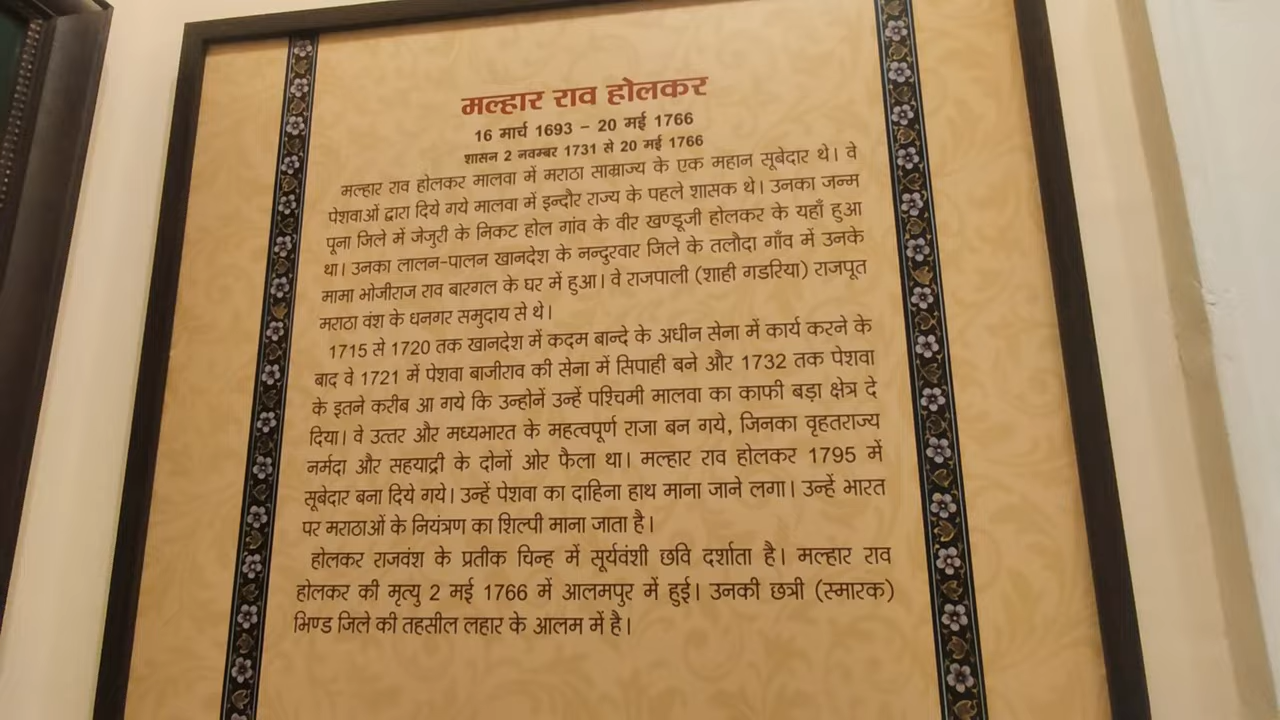 मल्हार राव होलकर
16 मार्च 1693 – 20 मई 1766
शासन 2 नवम्बर 1731 से 20 मई 1766
मल्हार राव होलकर मालवा में मराठा साम्राज्य के एक महान सूबेदार थे। वे
पेशवाओं द्वारा दिये गये मालवा में इन्दौर राज्य के पहले शासक थे। उनका जन्म
पूना जिले में जेजुरी के निकट होल गांव के वीर खण्डूजी होलकर के यहाँ हुआ
था। उनका लालन-पालन खानदेश के नन्दुरवार जिले के तलौदा गाँव में उनके
मामा भोजीराज राव बारगल के घर में हुआ। वे राजपाली (शाही गडरिया) राजपूत
मराठा वंश के धनगर समुदाय से थे।
1715 से 1720 तक खानदेश में कदम बान्दे के अधीन सेना में कार्य करने के
बाद वे 1721 में पेशवा बाजीराव की सेना में सिपाही बने और 1732 तक पेशवा
के इतने करीब आ गये कि उन्होनें उन्हें पश्चिमी मालवा का काफी बड़ा क्षेत्र दे
दिया। वे उत्तर और मध्यभारत के महत्वपूर्ण राजा बन गये, जिनका वृहतराज्य
नर्मदा और सहयाद्री के दोनों ओर फैला था। मल्हार राव होलकर 1795 में
सूबेदार बना दिये गये। उन्हें पेशवा का दाहिना हाथ माना जाने लगा। उन्हें भारत
पर मराठाओं के नियंत्रण का शिल्पी माना जाता है।
होलकर राजवंश के प्रतीक चिन्ह में सूर्यवंशी छवि दर्शाता है। मल्हार राव
होलकर की मृत्यु 2 मई 1766 में आलमपुर में हुई। उनकी छत्री (स्मारक)
भिण्ड जिले की तहसील लहार के आलम में है।